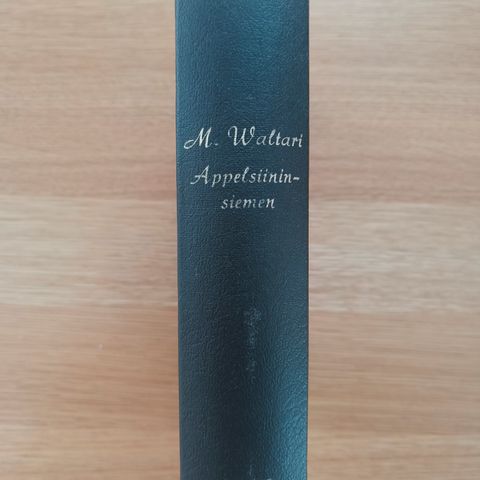 M. Waltari
Appelsiinin-
siemen